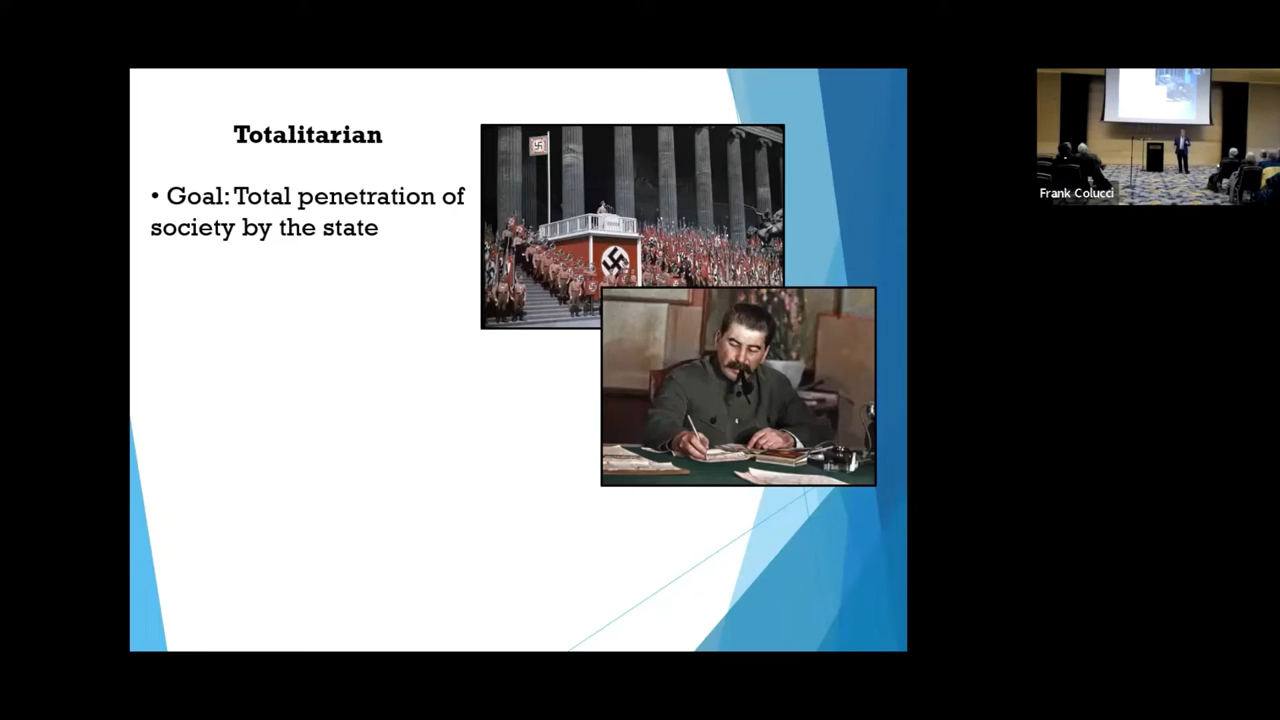 Totalitarian
• Goal: Total penetration of
society by the state
Frank Colucci